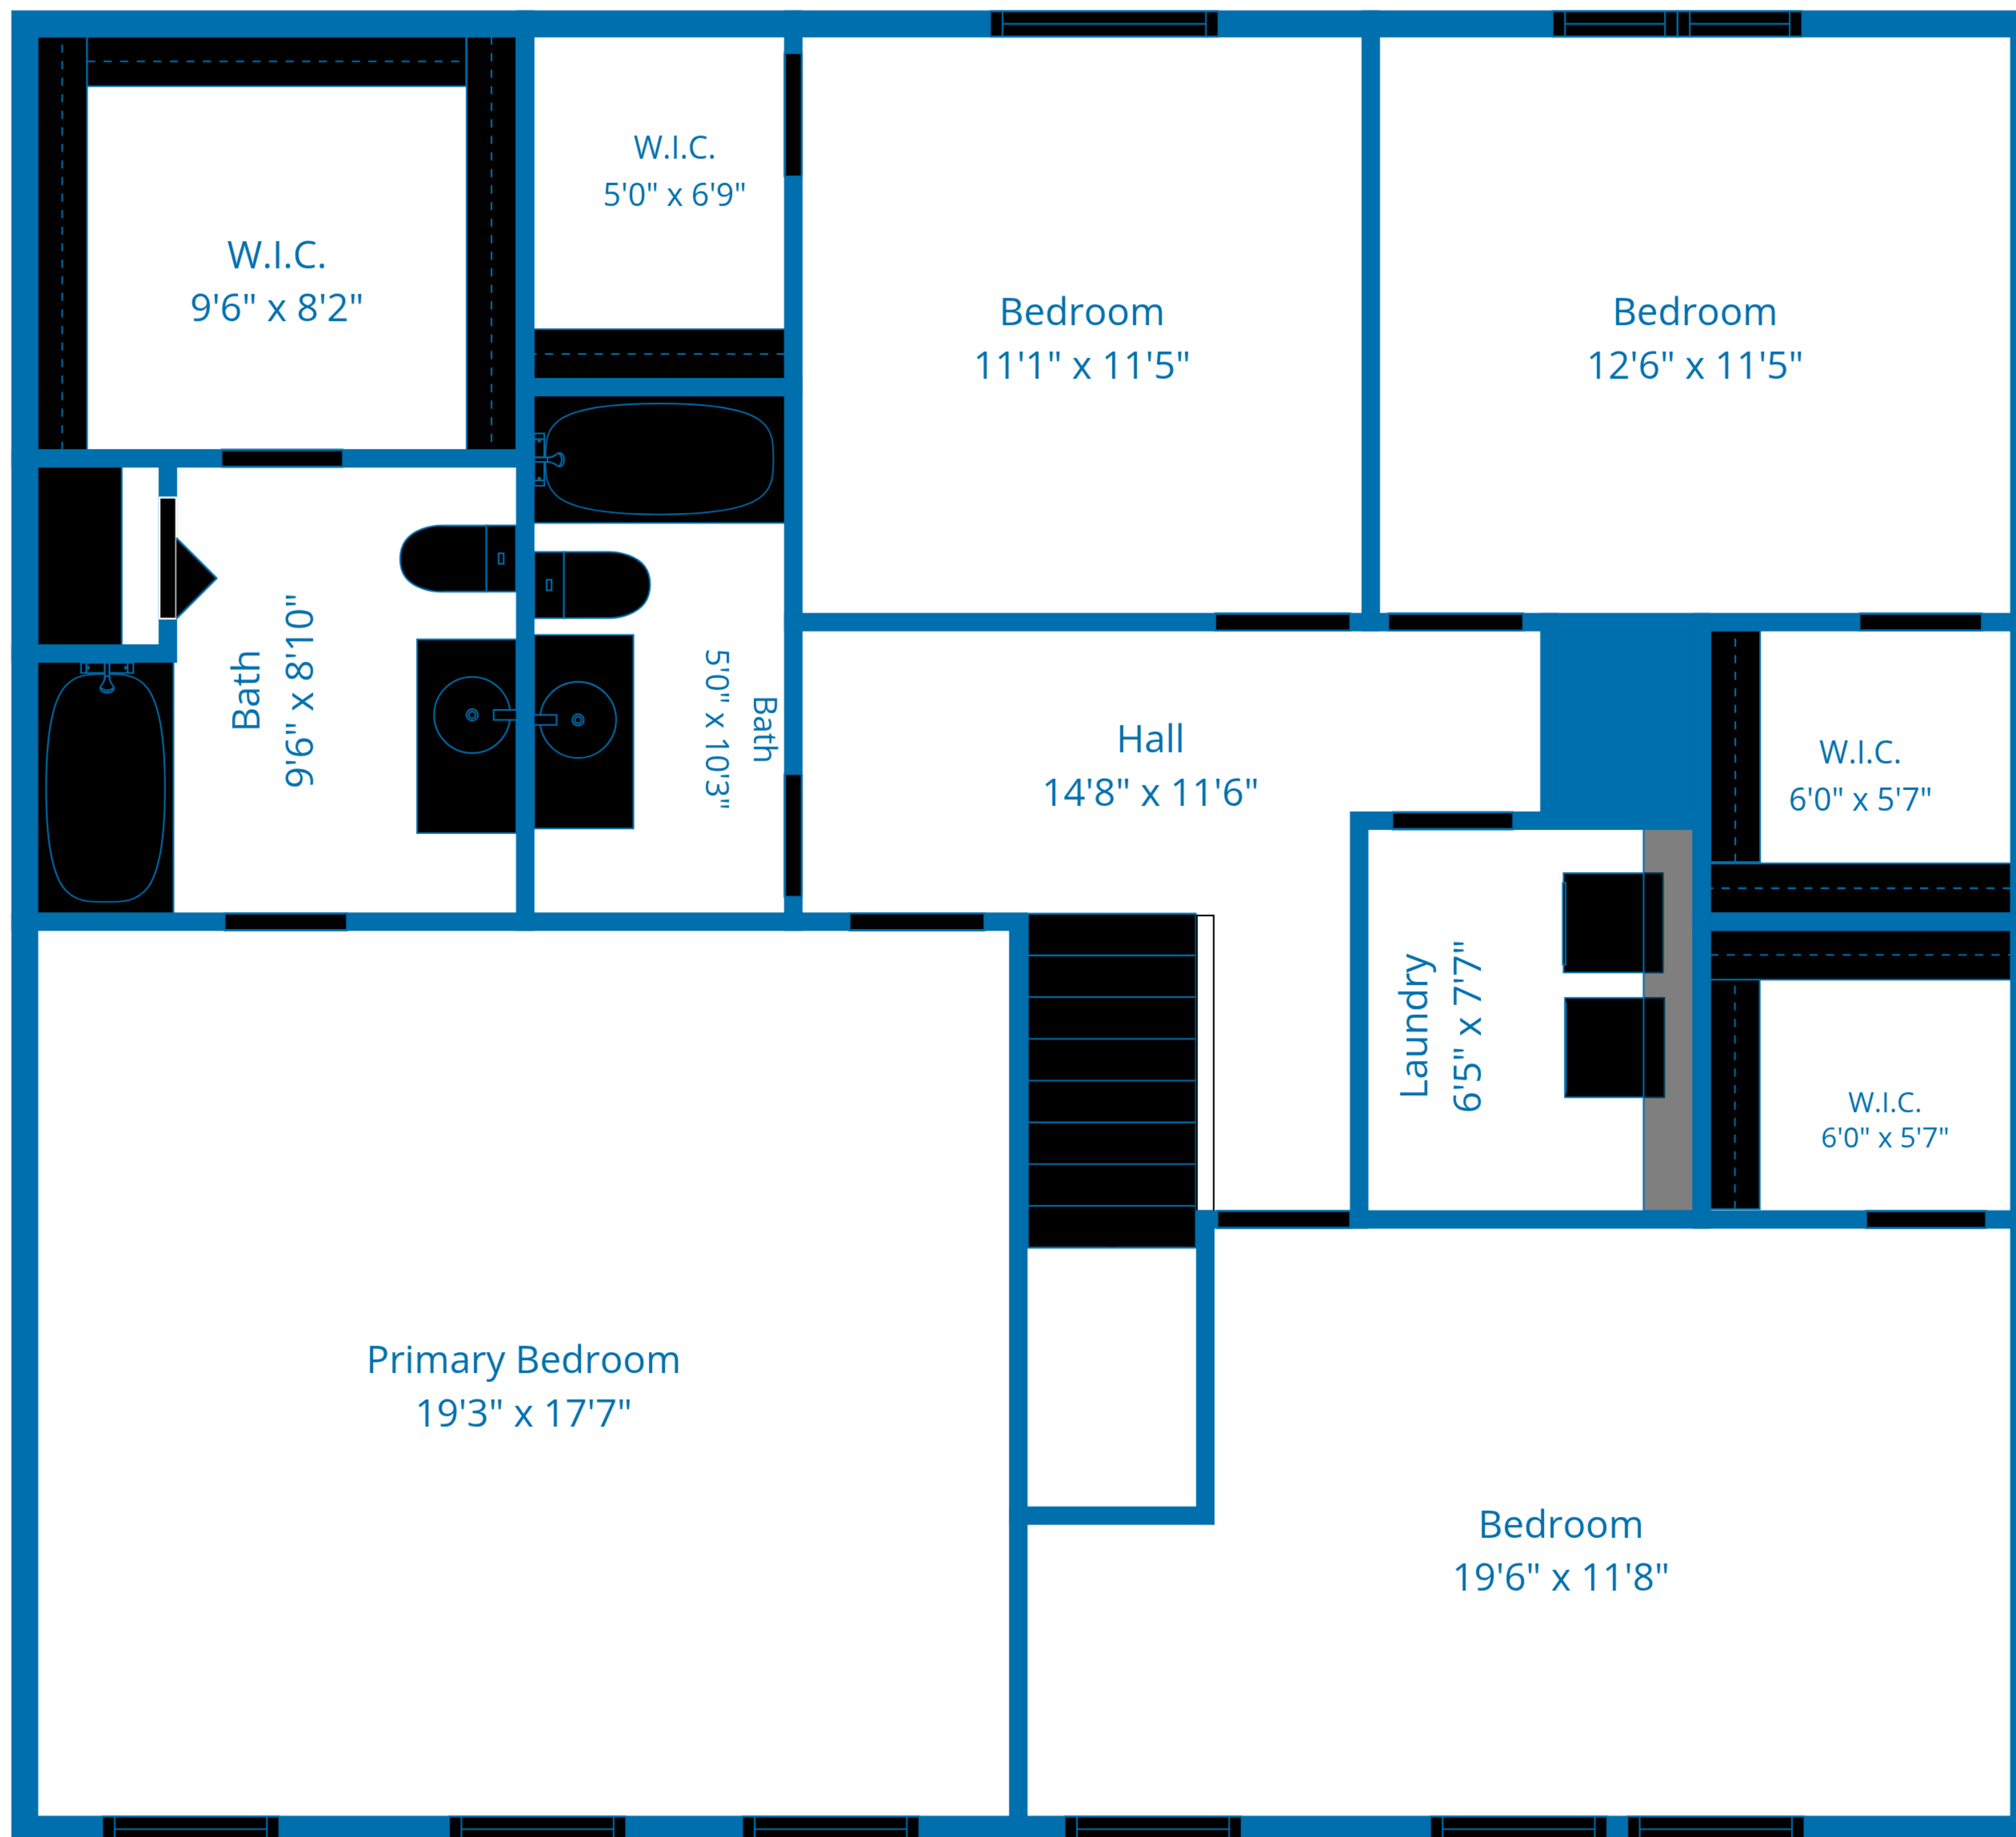 W.I.C.
5'0" x 6'9"
W.I.C.
9'6" x 8'2"
Bedroom
11'1" x 11'5"
Bedroom
12'6" x 11'5"
Bath
9'6" x 8'10"
Bath
5'0" x 10'3"
Hall
14'8" x 11'6"
W.I.C.
6'0" x 5'7"
Laundry
6'5" x 7'7"
W.I.C.
6'0" x 5'7"
Primary Bedroom
19'3" x 17'7"
Bedroom
19'6" x 11'8"